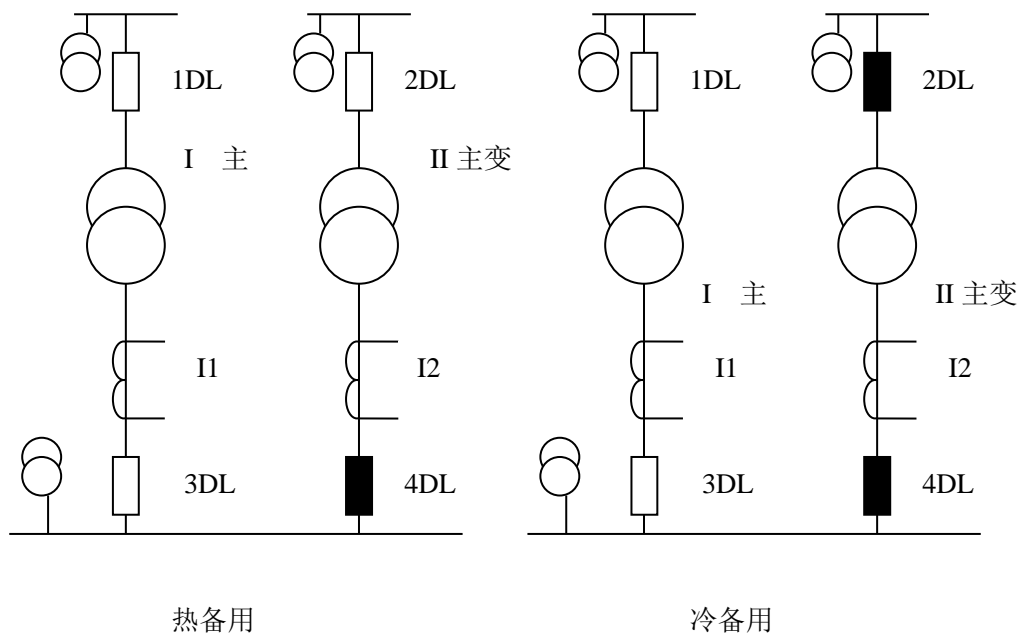 1DL 2DL 1DL 2DL
I 主 II 主变
I 主 II 主变
I1 I2 I1 I2
3DL 4DL 3DL 4DL
热备用 冷备用